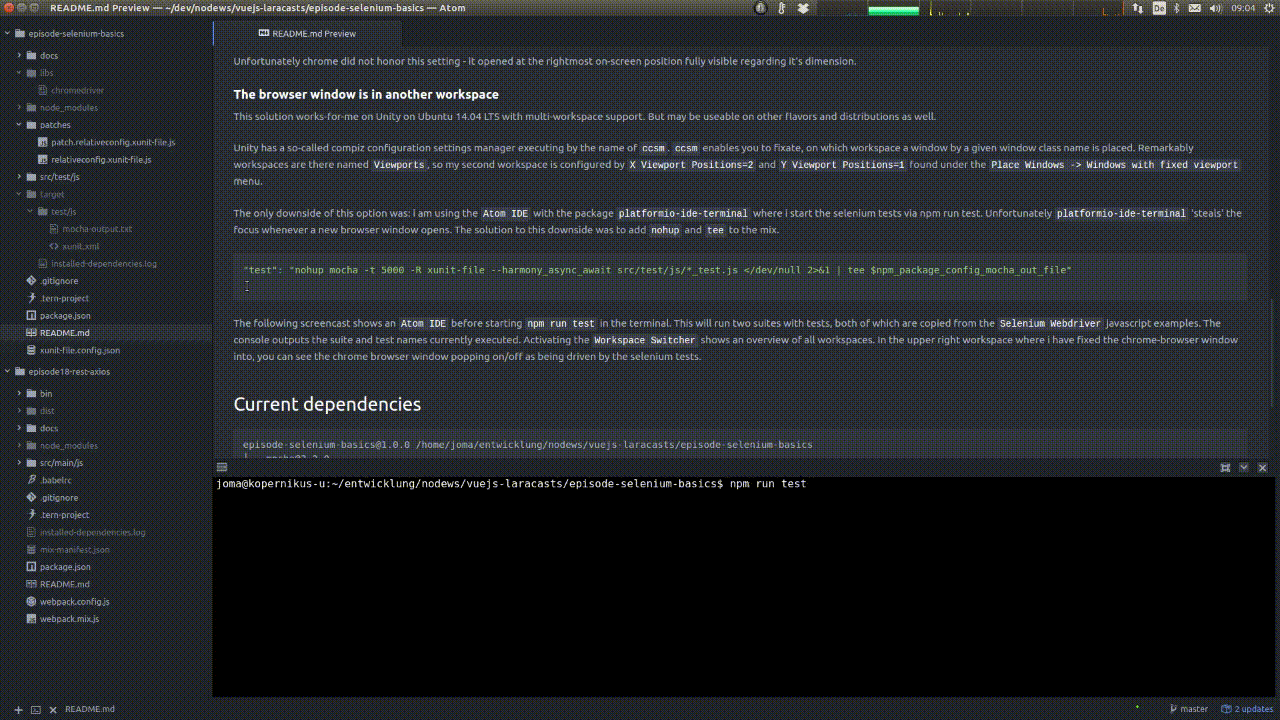 README.md Preview — ~/dev/nodews/vuejs-laracasts/episode-selenium-basics — Atom
De
09:04
episode-selenium-basics
docs
libs
chromedriver
node_modules
patches
patch.relativeconfig.xunit-file.js
relativeconfig.xunit-file.js
src/test/js
target
test/js
mocha-output.txt
xunit.xml
installed-dependencies.log
.gitignore
.tern-project
package.json
README.md
xunit-file.config.json
episode18-rest-axios
bin
dist
docs
node_modules
src/main/js
.babelrc
.gitignore
.tern-project
installed-dependencies.log
mix-manifest.json
package.json
README.md
webpack.config.js
webpack.mix.js
README.md Preview
Unfortunately chrome did not honor this setting - it opened at the rightmost on-screen position fully visible regarding it's dimension.
The browser window is in another workspace
This solution works-for-me on Unity on Ubuntu 14.04 LTS with multi-workspace support. But may be useable on other flavors and distributions as well.
Unity has a so-called compiz configuration settings manager executing by the name of ccsm. ccsm enables you to fixate, on which workspace a window by a given window class name is placed. Remarkably
workspaces are there named Viewports, so my second workspace is configured by X Viewport Positions=2 and Y Viewport Positions=1 found under the Place Windows -> Windows with fixed viewport
menu.
The only downside of this option was: i am using the Atom IDE with the package platformio-ide-terminal where i start the selenium tests via npm run test. Unfortunately platformio-ide-terminal 'steals' the
focus whenever a new browser window opens. The solution to this downside was to add nohup and tee to the mix.
"test": "nohup mocha -t 5000 -R xunit-file --harmony_async_await src/test/js/*_test.js </dev/null 2>&1 | tee $npm_package_config_mocha_out_file"
The following screencast shows an Atom IDE before starting npm run test in the terminal. This will run two suites with tests, both of which are copied from the Selenium Webdriver javascript examples. The
console outputs the suite and test names currently executed. Activating the Workspace Switcher shows an overview of all workspaces. In the upper right workspace where i have fixed the chrome-browser window
into, you can see the chrome browser window popping on/off as being driven by the selenium tests.
Current dependencies
episode-selenium-basics@1.0.0 /home/joma/entwicklung/nodews/vuejs-laracasts/episode-selenium-basics
joma@kopernikus-u:~/entwicklung/nodews/vuejs-laracasts/episode-selenium-basics$ npm run test
README.md
master
2 updates